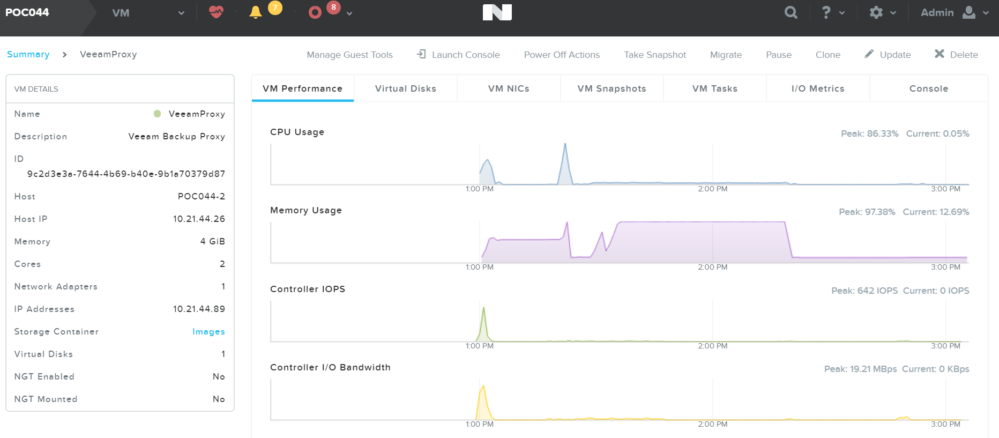 POC044 VM 7 8 Admin
Summary VeeamProxy Manage Guest Tools Launch Console Power Off Actions Take Snapshot Migrate Pause Clone Update Delete
VM DETAILS
Name VeeamProxy
Description Veeam Backup Proxy
ID
9c2d3e3a-7644-4b69-b40e-9b1a70379d87
Host POC044-2
Host IP 10.21.44.26
Memory 4 GiB
Cores 2
Network Adapters 1
IP Addresses 10.21.44.89
Storage Container Images
Virtual Disks 1
NGT Enabled No
NGT Mounted No
VM Performance Virtual Disks VM NICs VM Snapshots VM Tasks I/O Metrics Console
CPU Usage Peak: 86.33% Current: 0.05%
1:00 PM 2:00 PM 3:00 PM
Memory Usage Peak: 97.38% Current: 12.69%
1:00 PM 2:00 PM 3:00 PM
Controller IOPS Peak: 642 IOPS Current: 0 IOPS
1:00 PM 2:00 PM 3:00 PM
Controller I/O Bandwidth Peak: 19.21 MBps Current: 0 KBps
1:00 PM 2:00 PM 3:00 PM